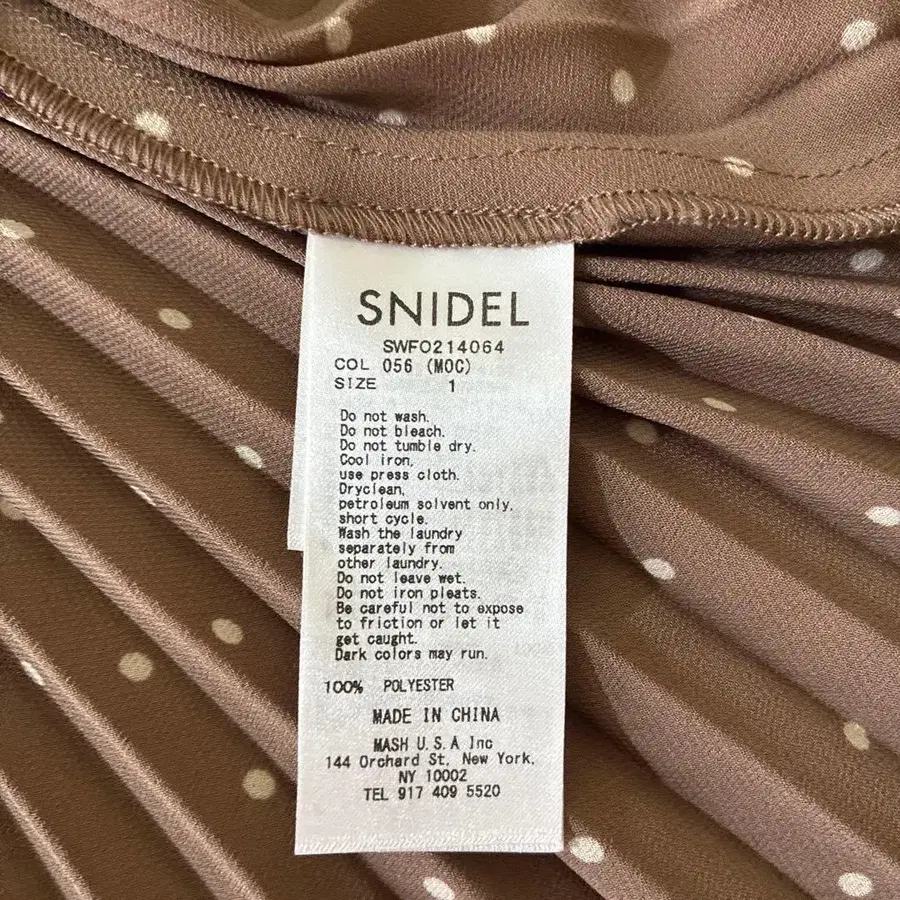 SNIDEL
SWFO214064
COL 056 (MOC)
SIZE 1
Do not wash.
Do not bleach.
Do not tumble dry.
Cool iron,
use press cloth.
Dryclean,
petroleum solvent only,
short cycle.
Wash the laundry
separately from
other laundry.
Do not leave wet.
Do not iron pleats.
Be careful not to expose
to friction or let it
get caught.
Dark colors may run.
100% POLYESTER
MADE IN CHINA
MASH U.S.A Inc
144 Orchard St, New York,
NY 10002
TEL 917 409 5520